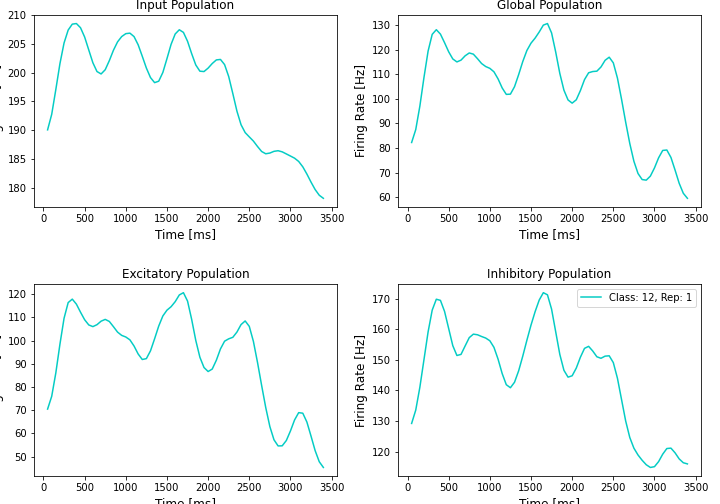 Input Population
210
205
200
195
190
185
180
0 500 1000 1500 2000 2500 3000 3500
Time [ms]
Global Population
Firing Rate [Hz]
130
120
110
100
90
80
70
60
0 500 1000 1500 2000 2500 3000 3500
Time [ms]
Excitatory Population
120
110
100
90
80
70
60
50
0 500 1000 1500 2000 2500 3000 3500
Time [ms]
Inhibitory Population
Class: 12, Rep: 1
Firing Rate [Hz]
170
160
150
140
130
120
0 500 1000 1500 2000 2500 3000 3500
Time [ms]